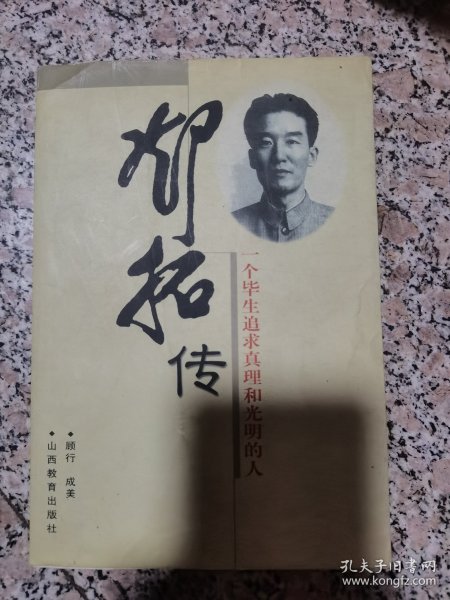 邓拓
传
一个毕生追求真理和光明的人
◆顾行 成美
◆山西教育出版社
孔夫子旧书网
www.kongfz.com